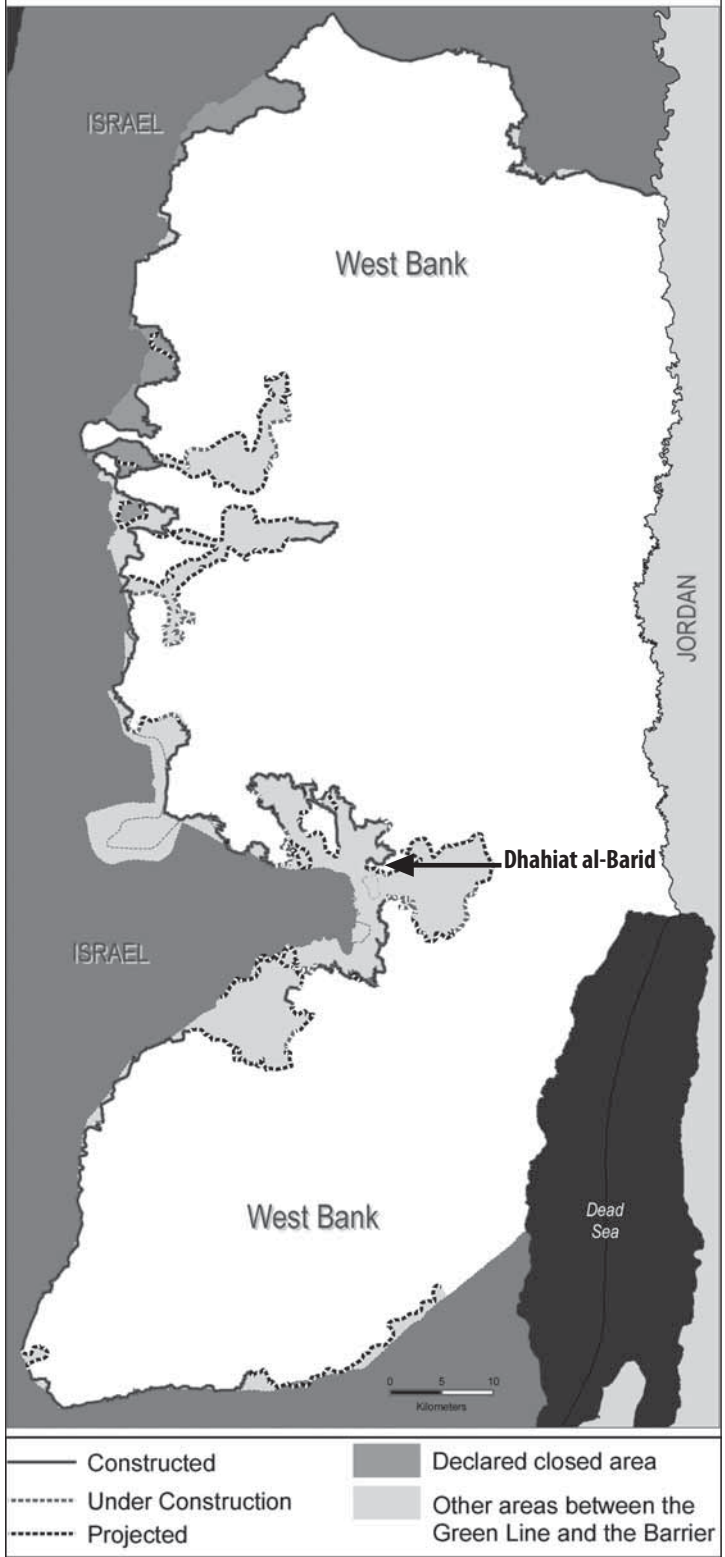 ISRAEL
West Bank
JORDAN
Dhahiat al-Barid
ISRAEL
West Bank
Dead
Sea
0 5 10
Kilometers
Constructed
Under Construction
Projected
Declared closed area
Other areas between the
Green Line and the Barrier